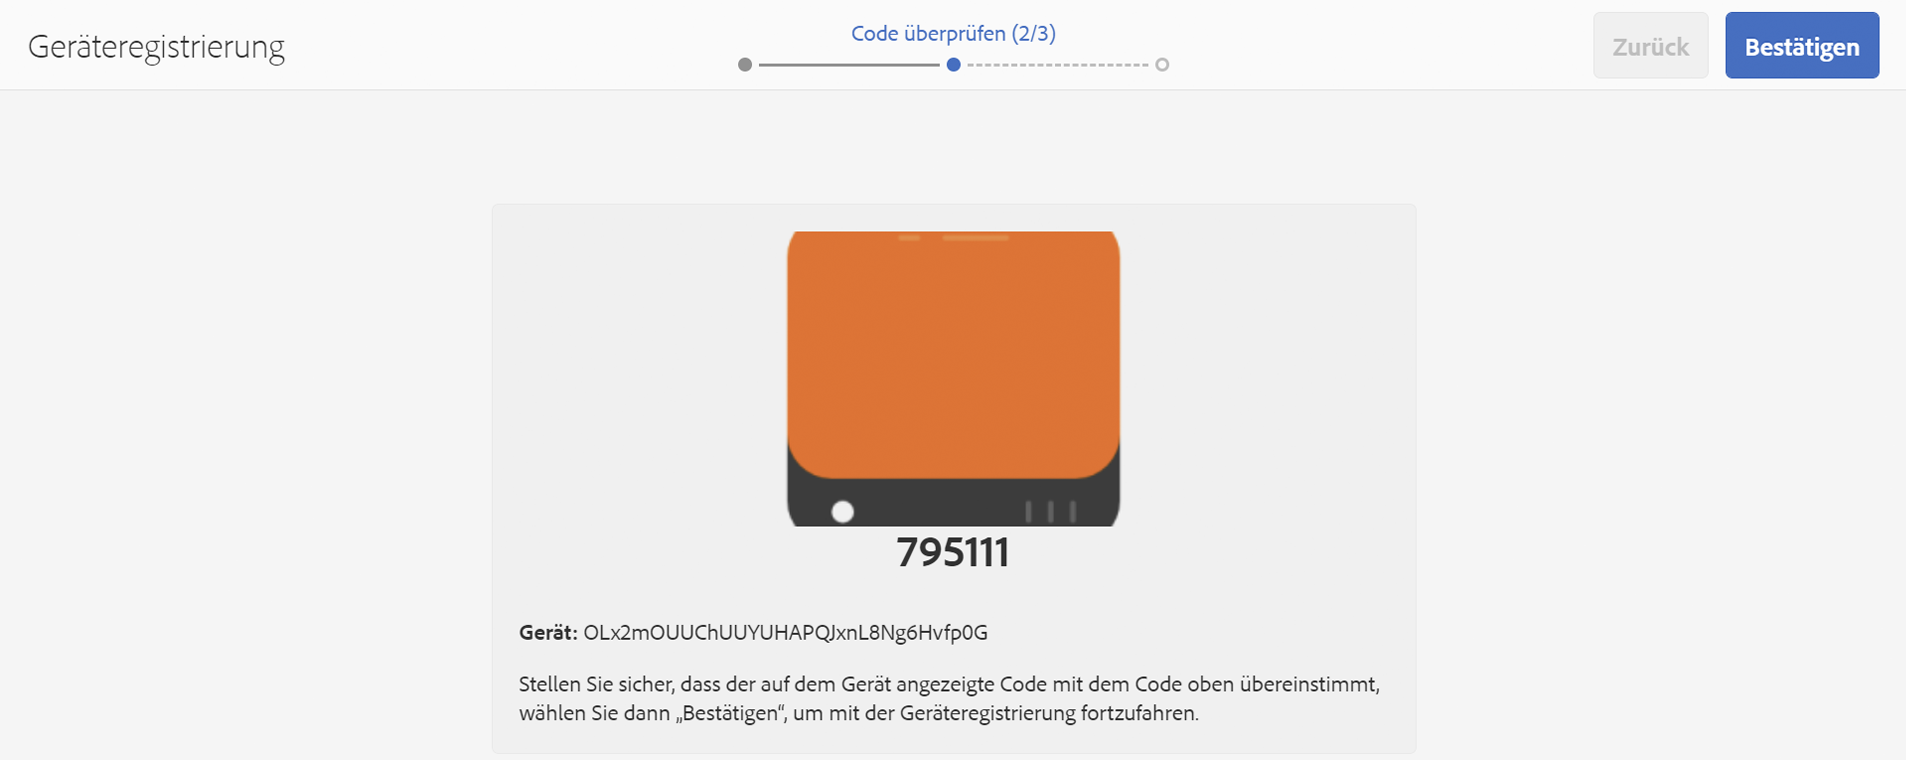 Geräteregistrierung
Code überprüfen (2/3)
Zurück
Bestätigen
795111
Gerät: OLx2mOUUChUUYUHAPQJxnL8Ng6Hvfp0G
Stellen Sie sicher, dass der auf dem Gerät angezeigte Code mit dem Code oben übereinstimmt,
wählen Sie dann „Bestätigen“, um mit der Geräteregistrierung fortzufahren.